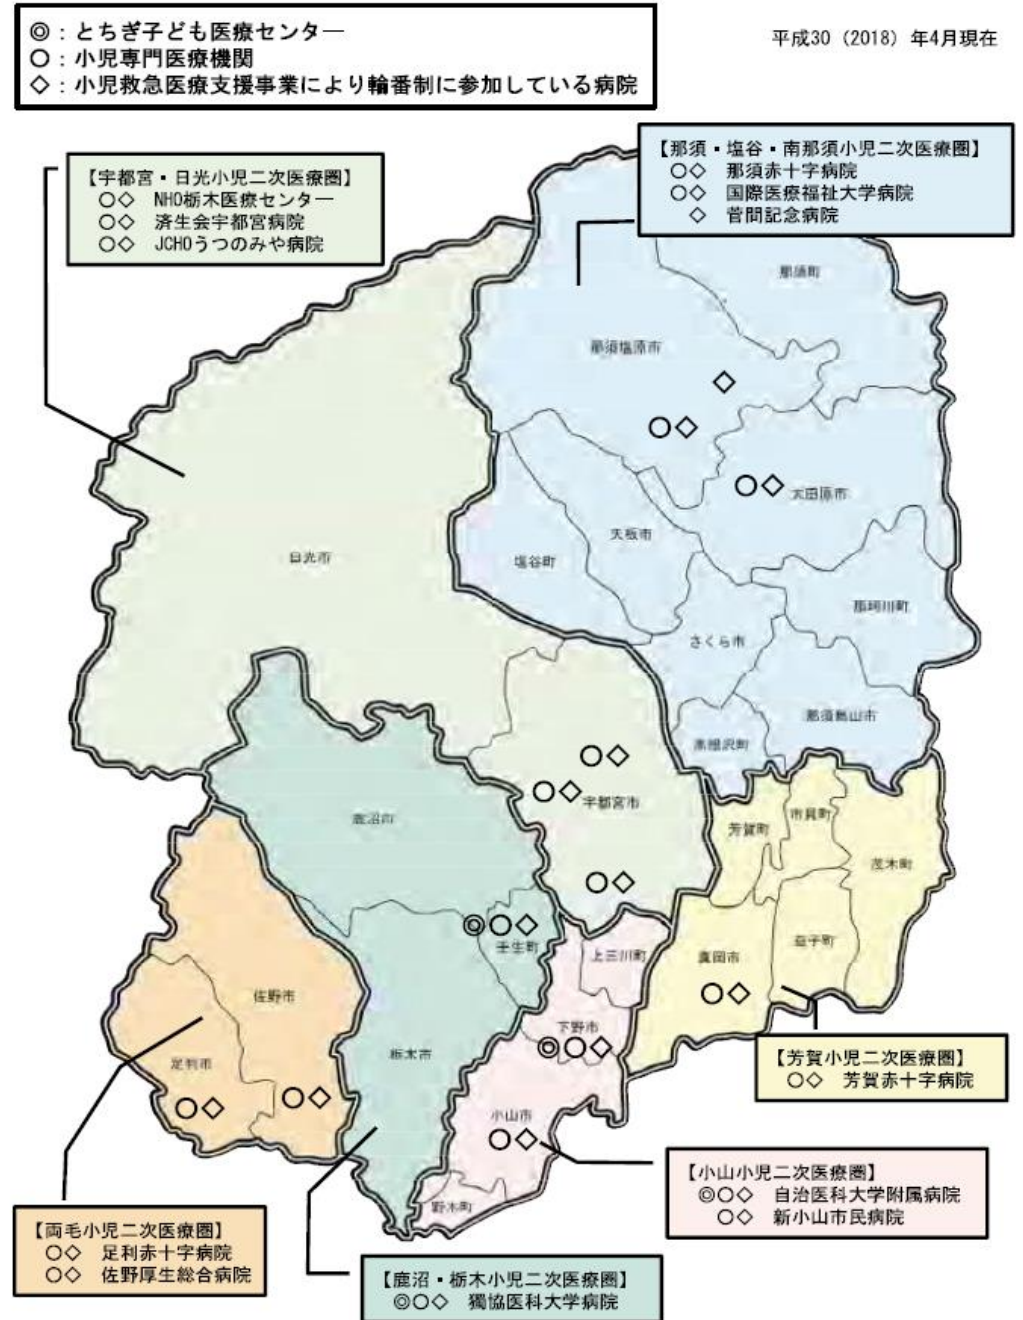 ◎：とちぎ子ども医療センター
○：小児専門医療機関
◇：小児救急医療支援事業により輪番制に参加している病院
平成30（2018）年4月現在
【宇都宮・日光小児二次医療圏】
○◇ NHO栃木医療センター
○◇ 済生会宇都宮病院
○◇ JCHOうつのみや病院
【那須・塩谷・南那須小児二次医療圏】
○◇ 那須赤十字病院
○◇ 国際医療福祉大学病院
◇ 菅間記念病院
那須町
那須塩原市
◇
○◇
○◇ 大田原市
矢板市
塩谷町
日光市
那珂川町
さくら市
那須烏山市
高根沢町
○◇
○◇ 宇都宮市
市貝町
芳賀町
鹿沼市
茂木町
○◇
◎○◇
壬生町
益子町
上三川町
真岡市
○◇
佐野市
下野市
◎○◇
栃木市
足利市
○◇
○◇
小山市
○◇
野木町
【芳賀小児二次医療圏】
○◇ 芳賀赤十字病院
【小山小児二次医療圏】
◎○◇ 自治医科大学附属病院
○◇ 新小山市民病院
【両毛小児二次医療圏】
○◇ 足利赤十字病院
○◇ 佐野厚生総合病院
【鹿沼・栃木小児二次医療圏】
◎○◇ 獨協医科大学病院